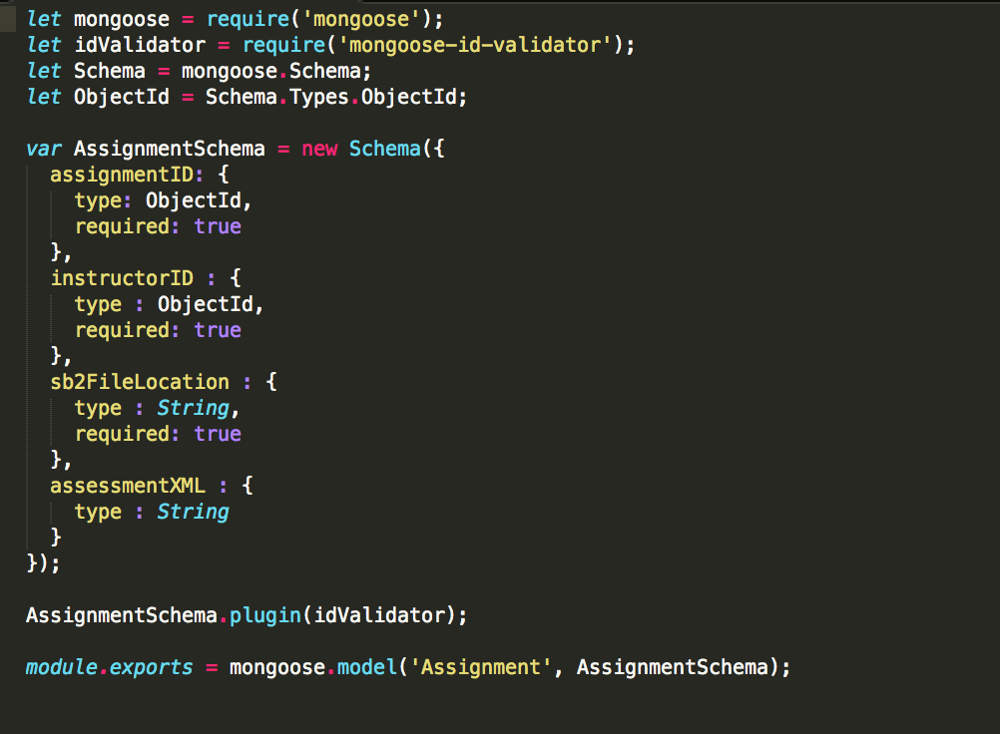 let mongoose = require('mongoose');
let idValidator = require('mongoose-id-validator');
let Schema = mongoose.Schema;
let ObjectId = Schema.Types.ObjectId;

var AssignmentSchema = new Schema({
  assignmentID: {
    type: ObjectId,
    required: true
  },
  instructorID : {
    type : ObjectId,
    required: true
  },
  sb2FileLocation : {
    type : String,
    required: true
  },
  assessmentXML : {
    type : String
  }
});

AssignmentSchema.plugin(idValidator);

module.exports = mongoose.model('Assignment', AssignmentSchema);